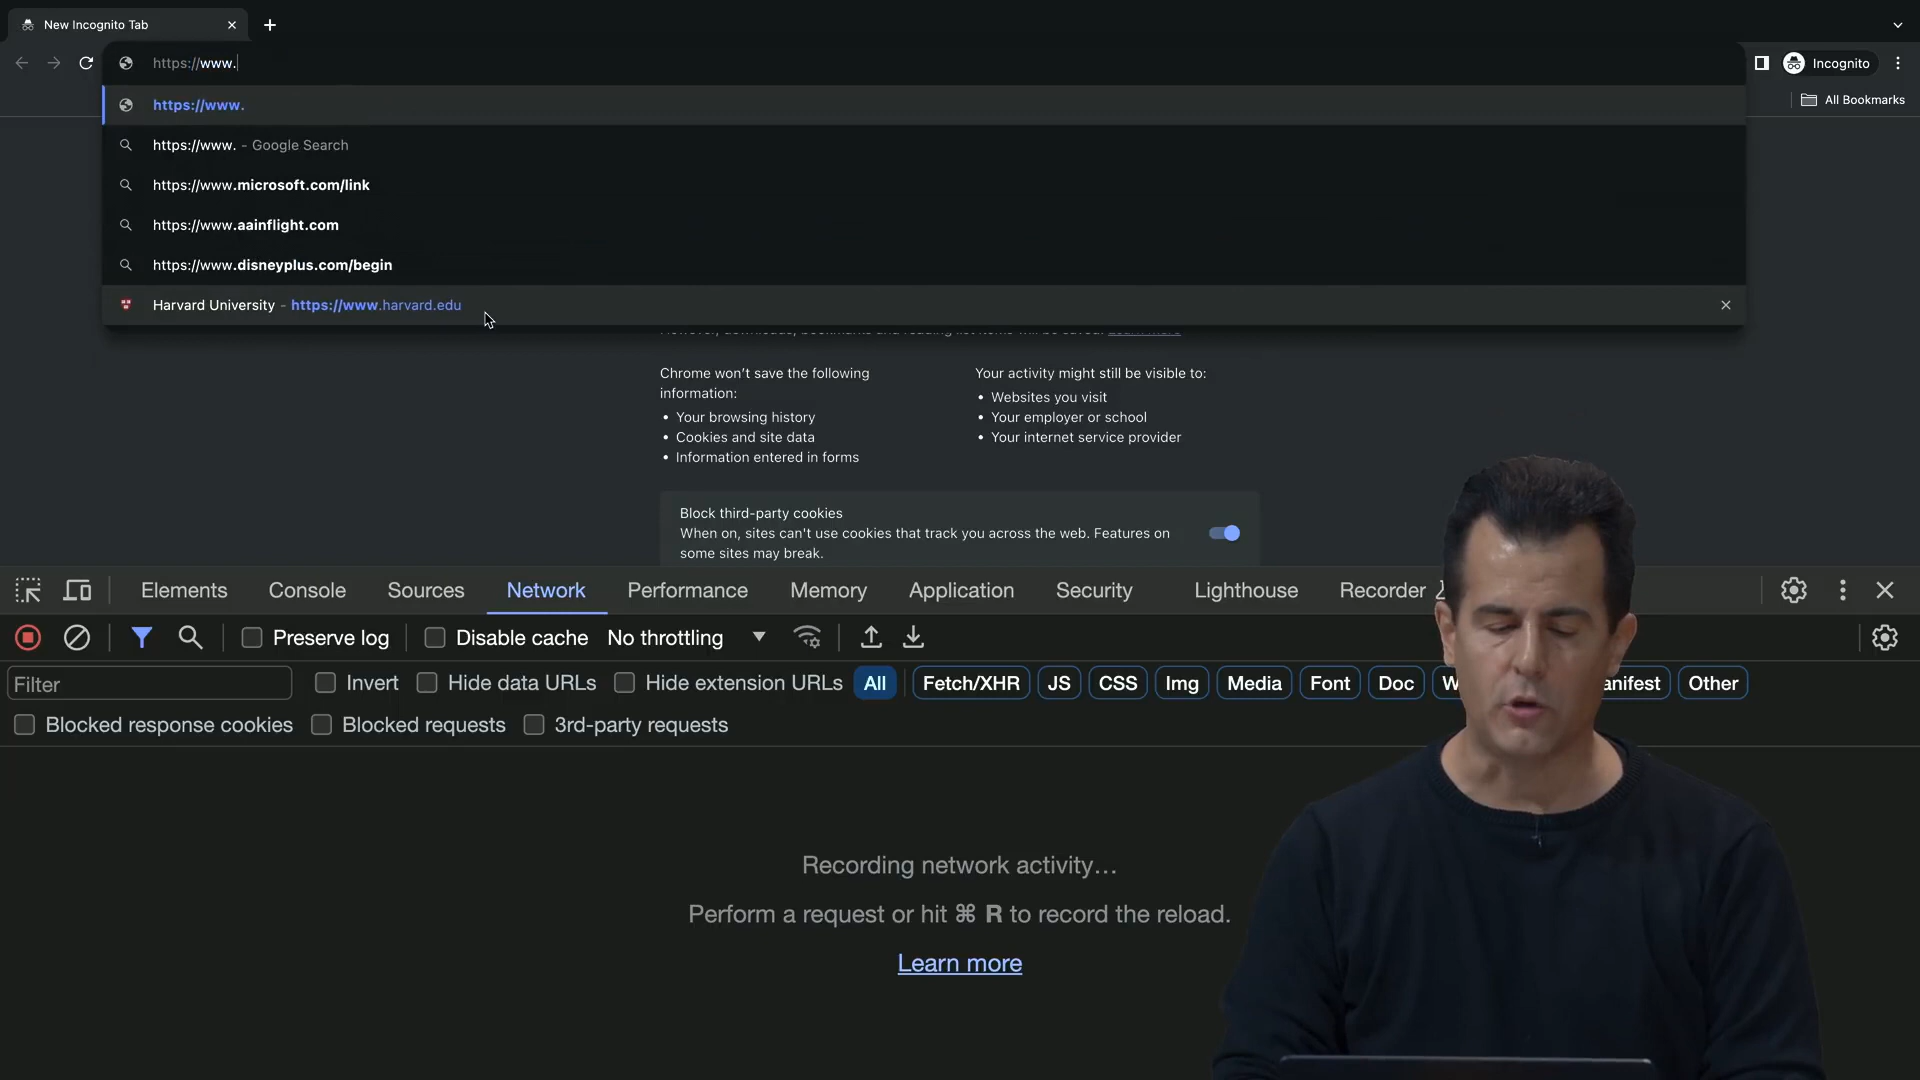 New Incognito Tab
https://www.
Incognito
https://www.
All Bookmarks
https://www. - Google Search
https://www.microsoft.com/link
https://www.aainflight.com
https://www.disneyplus.com/begin
Harvard University - https://www.harvard.edu
Chrome won't save the following
information:
• Your browsing history
• Cookies and site data
• Information entered in forms
Your activity might still be visible to:
• Websites you visit
• Your employer or school
• Your internet service provider
Block third-party cookies
When on, sites can't use cookies that track you across the web. Features on
some sites may break.
Elements Console Sources Network Performance Memory Application Security Lighthouse Recorder
Preserve log Disable cache No throttling
Filter Invert Hide data URLs Hide extension URLs All Fetch/XHR JS CSS Img Media Font Doc Other
Blocked response cookies Blocked requests 3rd-party requests
Recording network activity…
Perform a request or hit ⌘ R to record the reload.
Learn more